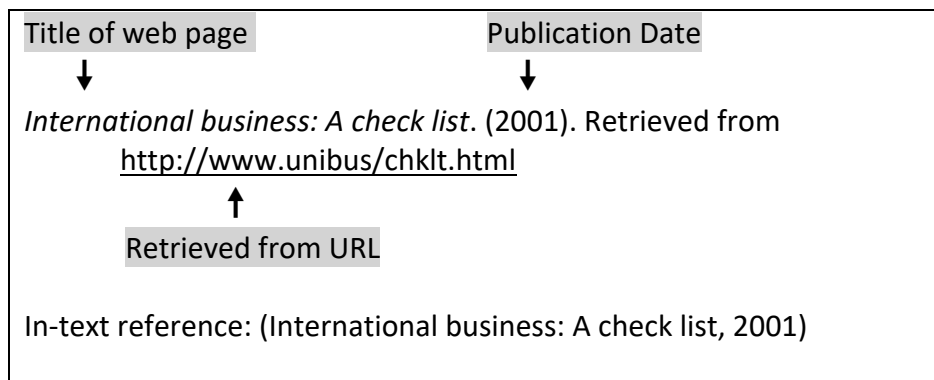 Title of web page
Publication Date
International business: A check list. (2001). Retrieved from
http://www.unibus/chklt.html
Retrieved from URL
In-text reference: (International business: A check list, 2001)